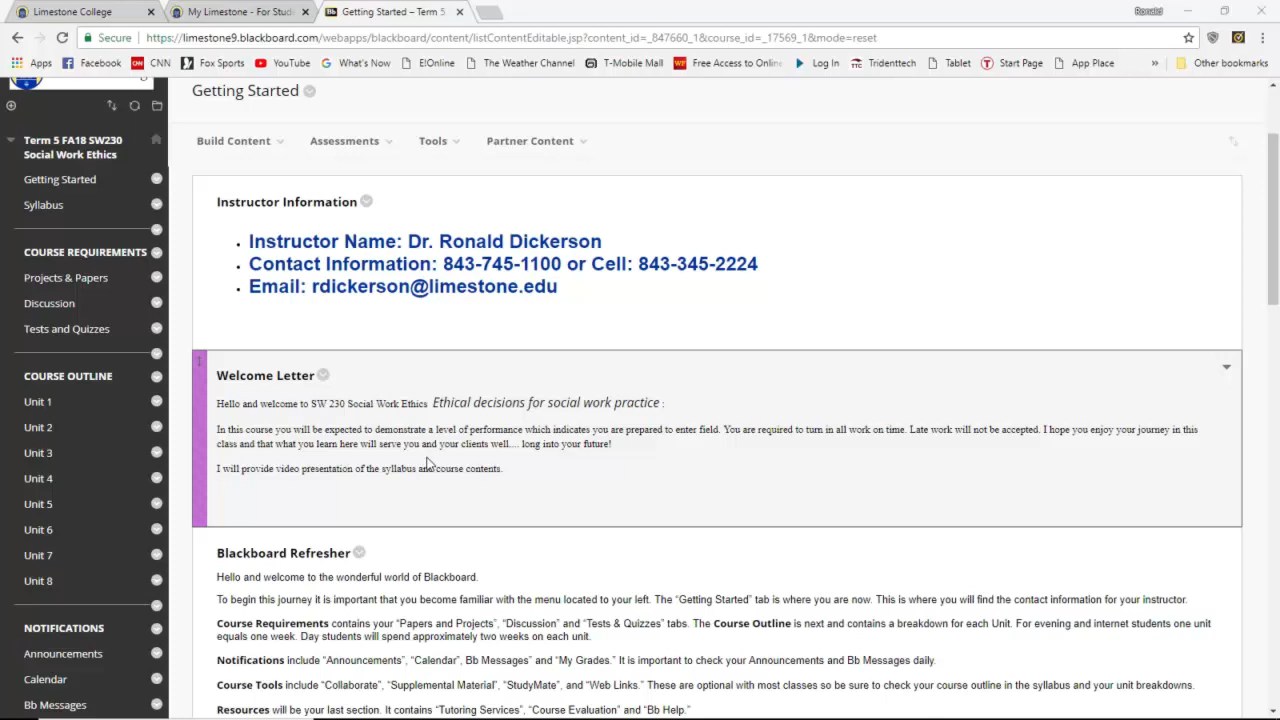 Limestone College
My Limestone - For Stud
Getting Started – Term 5
Ronald
Secure
https://limestone9.blackboard.com/webapps/blackboard/content/listContentEditable.jsp?content_id=_847660_1&course_id=_17569_1&mode=reset
Apps Facebook CNN Fox Sports YouTube What's Now EIOnline The Weather Channel T-Mobile Mall Free Access to Onlin Log In Tridenttech Tablet Start Page App Place » Other bookmarks
Getting Started
Build Content Assessments Tools Partner Content
Term 5 FA18 SW230
Social Work Ethics
Getting Started
Syllabus
COURSE REQUIREMENTS
Projects & Papers
Discussion
Tests and Quizzes
COURSE OUTLINE
Unit 1
Unit 2
Unit 3
Unit 4
Unit 5
Unit 6
Unit 7
Unit 8
NOTIFICATIONS
Announcements
Calendar
Bb Messages
Instructor Information
• Instructor Name: Dr. Ronald Dickerson
• Contact Information: 843-745-1100 or Cell: 843-345-2224
• Email: rdickerson@limestone.edu
Welcome Letter
Hello and welcome to SW 230 Social Work Ethics Ethical decisions for social work practice :
In this course you will be expected to demonstrate a level of performance which indicates you are prepared to enter field. You are required to turn in all work on time. Late work will not be accepted. I hope you enjoy your journey in this
class and that what you learn here will serve you and your clients well.... long into your future!
I will provide video presentation of the syllabus and course contents.
Blackboard Refresher
Hello and welcome to the wonderful world of Blackboard.
To begin this journey it is important that you become familiar with the menu located to your left. The “Getting Started” tab is where you are now. This is where you will find the contact information for your instructor.
Course Requirements contains your “Papers and Projects”, “Discussion” and “Tests & Quizzes” tabs. The Course Outline is next and contains a breakdown for each Unit. For evening and internet students one unit
equals one week. Day students will spend approximately two weeks on each unit.
Notifications include “Announcements”, “Calendar”, Bb Messages” and “My Grades.” It is important to check your Announcements and Bb Messages daily.
Course Tools include “Collaborate”, “Supplemental Material”, “StudyMate”, and “Web Links.” These are optional with most classes so be sure to check your course outline in the syllabus and your unit breakdowns.
Resources will be your last section. It contains “Tutoring Services”, “Course Evaluation” and “Bb Help.”